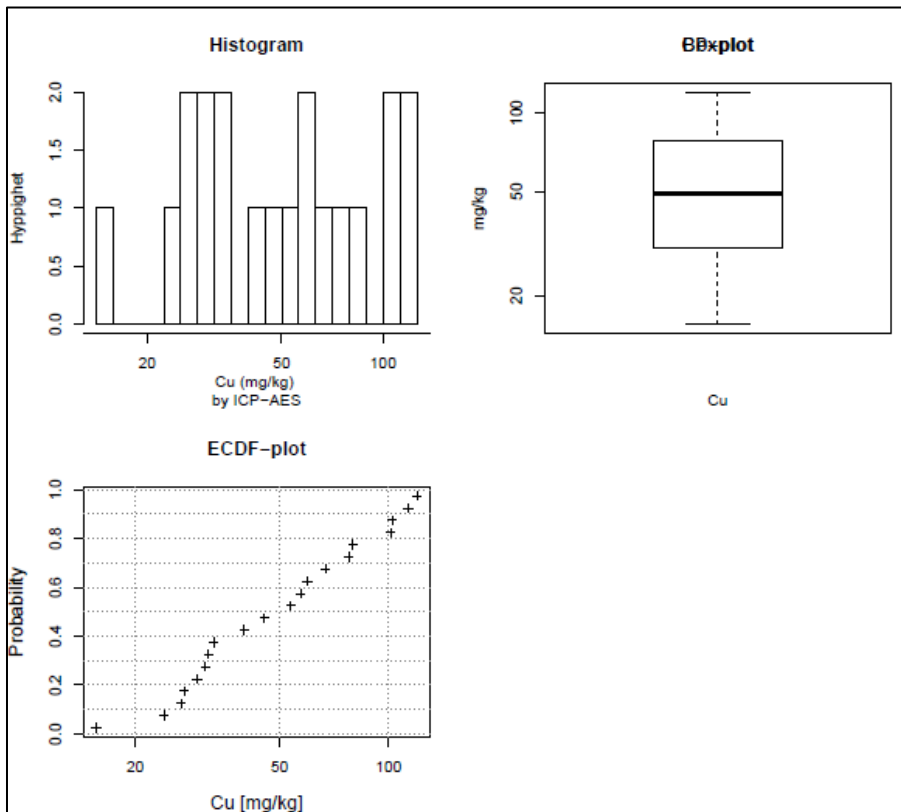 Histogram
Hyppighet
0.0
0.5
1.0
1.5
2.0
20
50
100
Cu (mg/kg)
by ICP−AES
mg/kg
100
50
20
Cu
ECDF−plot
Probability
0.0
0.2
0.4
0.6
0.8
1.0
20
50
100
Cu [mg/kg]